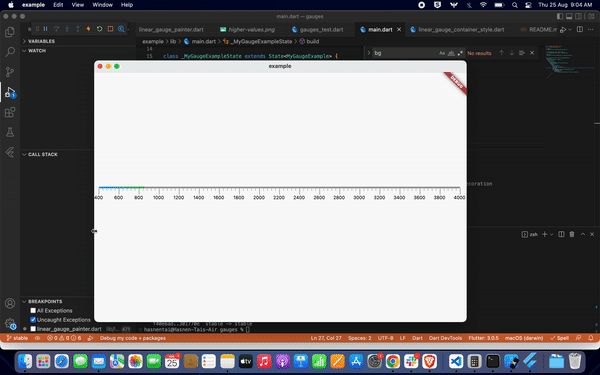 example Edit View Window Help
Thu 25 Aug 9:04 AM
main.dart — gauges
linear_gauge_painter.dart
higher-values.png
gauges_test.dart
main.dart
linear_gauge_container_style.dart
README.m
VARIABLES
example > lib > main.dart > _MyGaugeExampleState > build
14
WATCH
15 class _MyGaugeExampleState extends State<MyGaugeExample> {
bg
No results
example
400 600 800 1000 1200 1400 1600 1800 2000 2200 2400 2600 2800 3000 3200 3400 3600 3800 4000
CALL STACK
zsh
BREAKPOINTS
All Exceptions
Uncaught Exceptions
linear_gauge_painter.dart
hasnentai@Hasnen-Tais-Air gauges %
stable
Debug my code + packages
Ln 27, Col 27 Spaces: 2 UTF-8 LF Dart Dart DevTools Flutter: 3.0.5 macOS (darwin) Spell